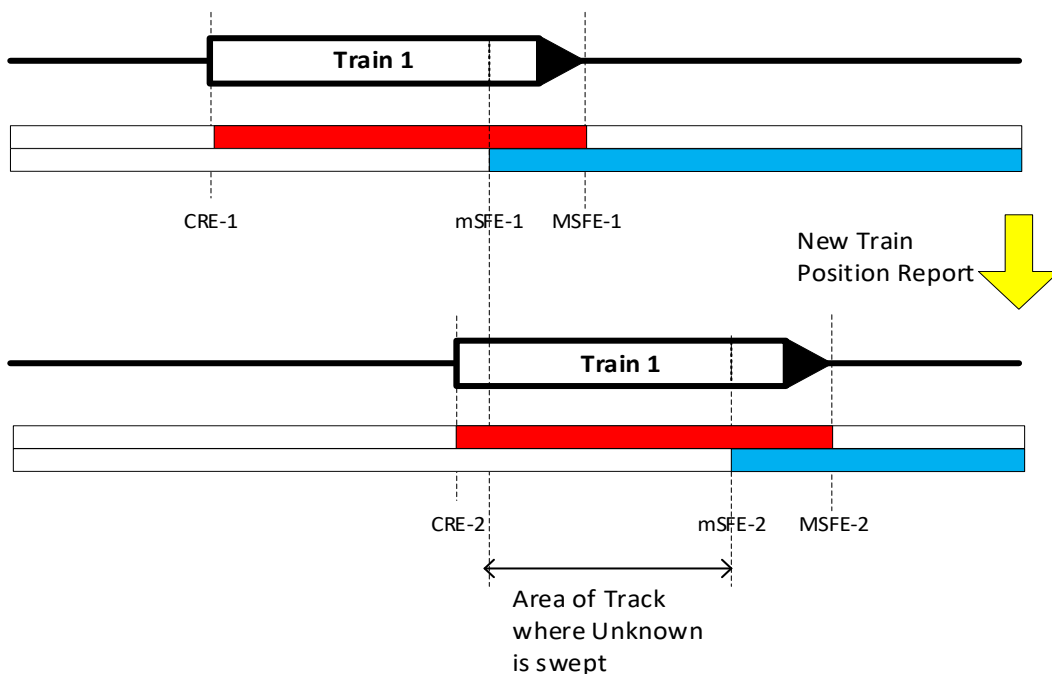 Train 1
CRE-1
mSFE-1
MSFE-1
New Train
Position Report
Train 1
CRE-2
mSFE-2
MSFE-2
Area of Track
where Unknown
is swept